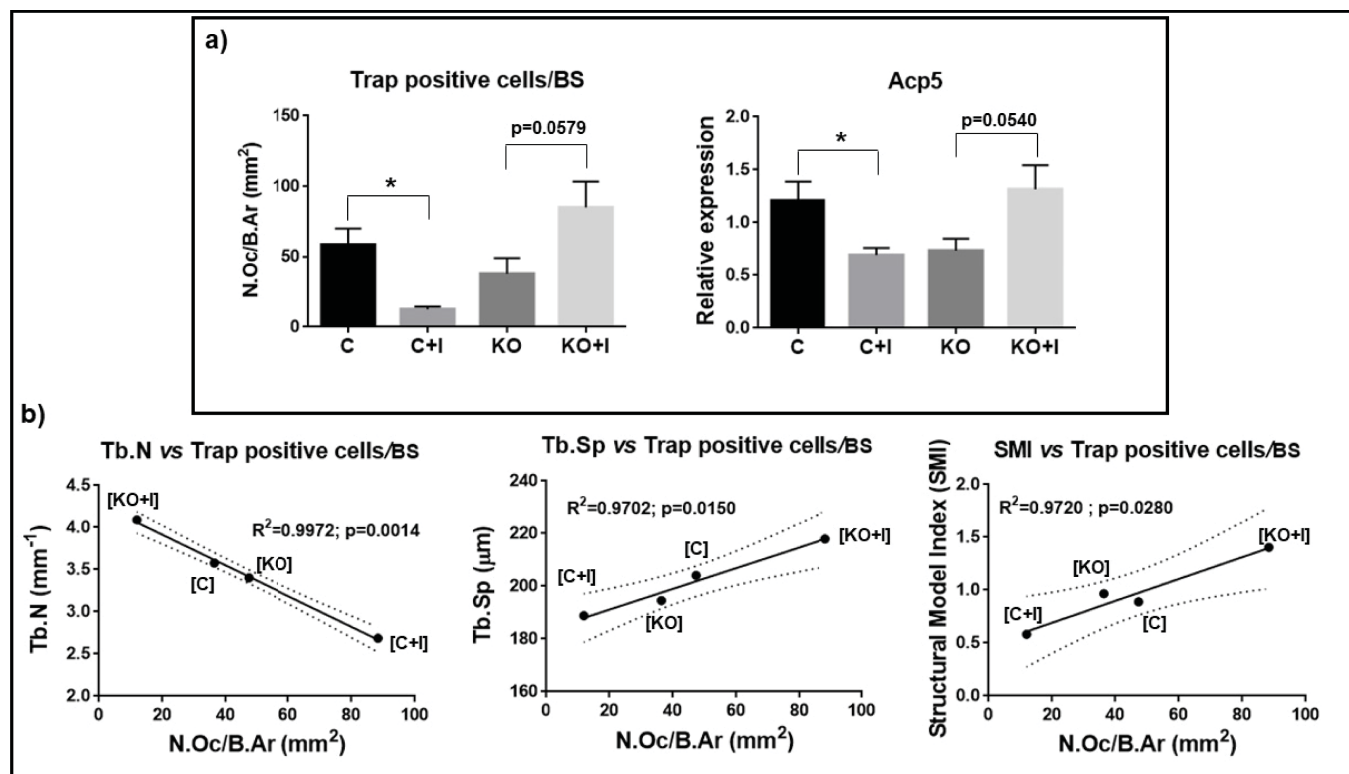 a)
Trap positive cells/BS
N.Oc/B.Ar (mm²)
150
100
50
0
*
p=0.0579
C C+I KO KO+I
Acp5
Relative expression
2.0
1.5
1.0
0.5
0.0
*
p=0.0540
C C+I KO KO+I
b)
Tb.N vs Trap positive cells/BS
Tb.N (mm⁻¹)
4.5
4.0
3.5
3.0
2.5
2.0
[KO+I]
R²=0.9972; p=0.0014
[C]
[KO]
[C+I]
0 20 40 60 80 100
N.Oc/B.Ar (mm²)
Tb.Sp vs Trap positive cells/BS
Tb.Sp (μm)
240
220
200
180
160
R²=0.9702; p=0.0150
[C+I]
[KO]
[C]
[KO+I]
0 20 40 60 80 100
N.Oc/B.Ar (mm²)
SMI vs Trap positive cells/BS
Structural Model Index (SMI)
2.0
1.5
1.0
0.5
0.0
R²=0.9720 ; p=0.0280
[KO]
[C+I]
[C]
[KO+I]
0 20 40 60 80 100
N.Oc/B.Ar (mm²)